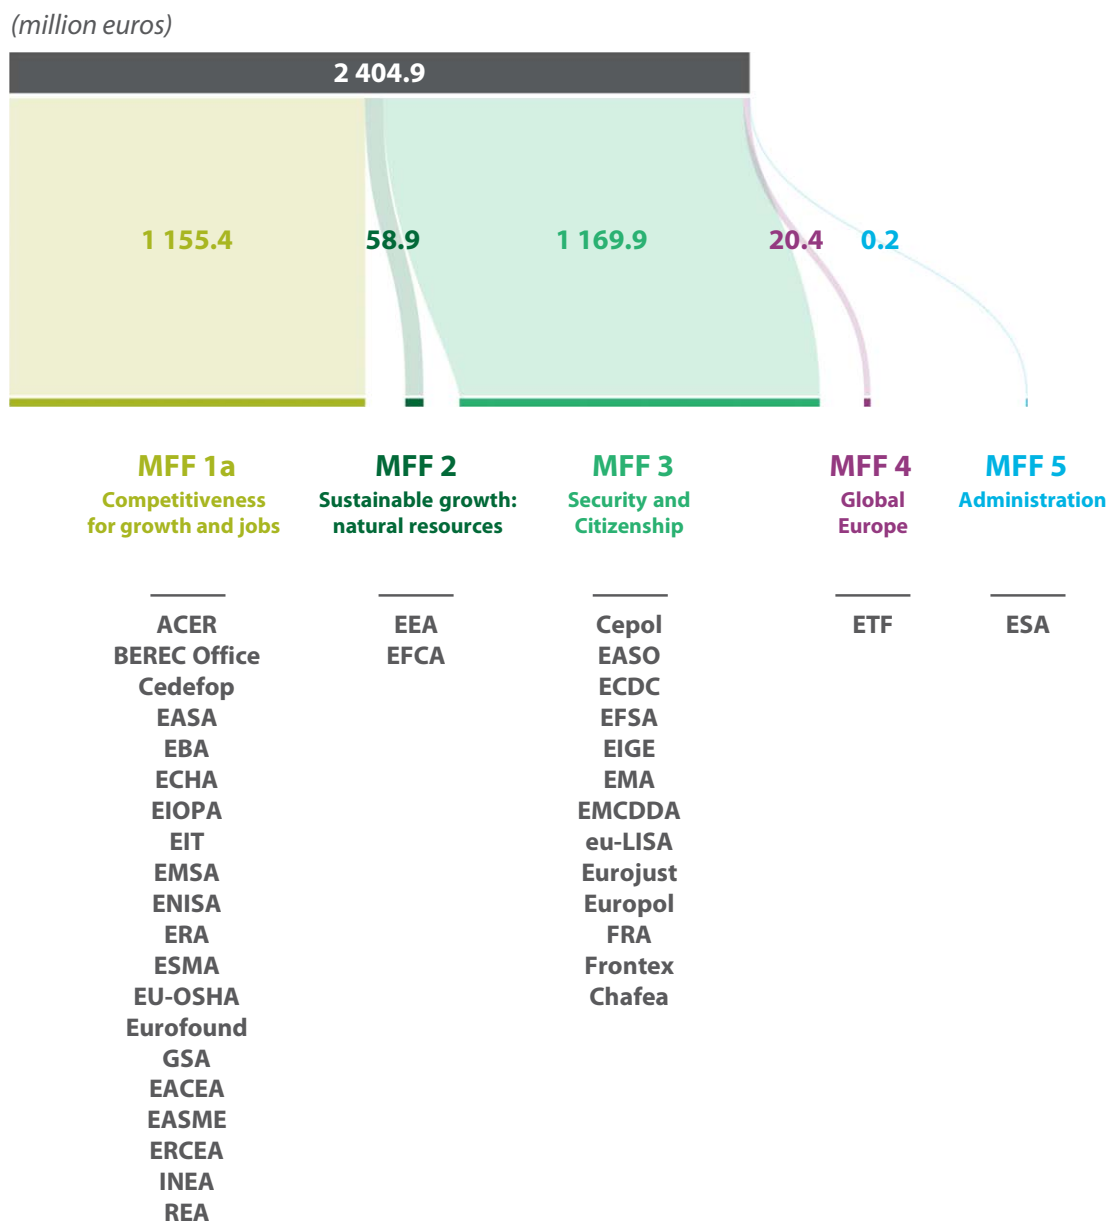 (million euros)
2 404.9
1 155.4
58.9
1 169.9
20.4
0.2
MFF 1a
Competitiveness
for growth and jobs
MFF 2
Sustainable growth:
natural resources
MFF 3
Security and
Citizenship
MFF 4
Global
Europe
MFF 5
Administration
ACER
BEREC Office
Cedefop
EASA
EBA
ECHA
EIOPA
EIT
EMSA
ENISA
ERA
ESMA
EU-OSHA
Eurofound
GSA
EACEA
EASME
ERCEA
INEA
REA
EEA
EFCA
Cepol
EASO
ECDC
EFSA
EIGE
EMA
EMCDDA
eu-LISA
Eurojust
Europol
FRA
Frontex
Chafea
ETF
ESA